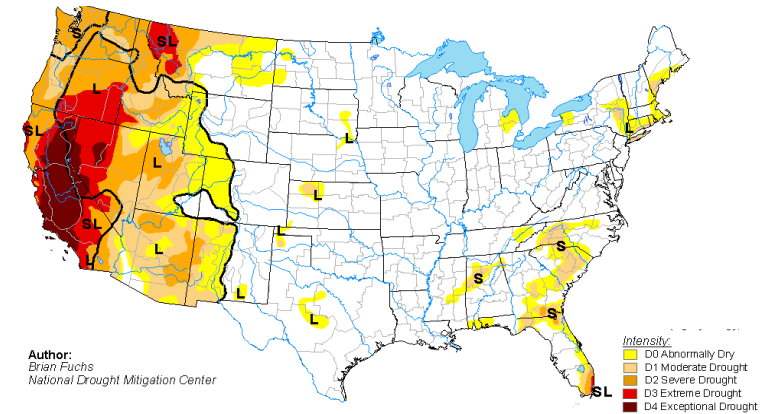 S
SL
L
SL
L
L
SL
L
L
L
L
L
L
L
S
S
S
SL
Author:
Brian Fuchs
National Drought Mitigation Center
Intensity:
D0 Abnormally Dry
D1 Moderate Drought
D2 Severe Drought
D3 Extreme Drought
D4 Exceptional Drought